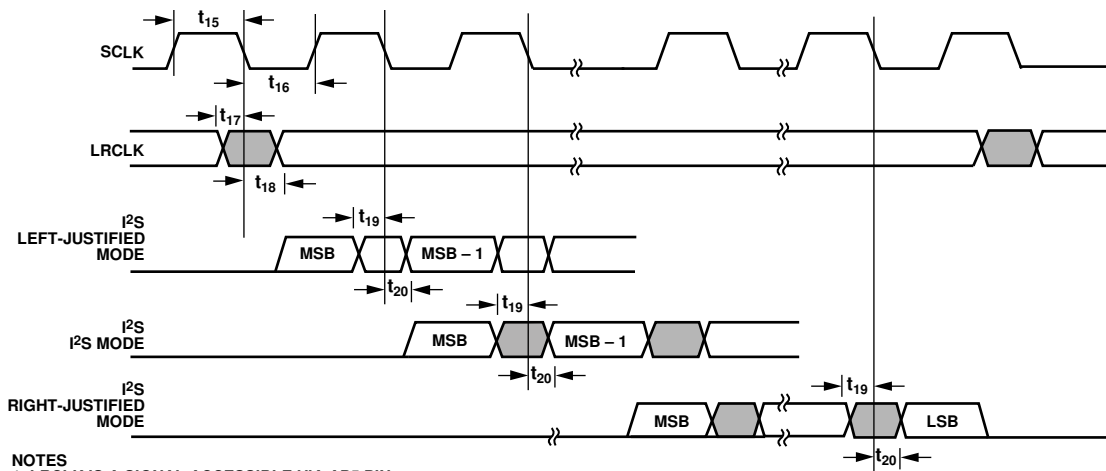 t15
SCLK
t16
t17
LRCLK
t18
I2S
LEFT-JUSTIFIED
MODE
t19
MSB
MSB – 1
t20
I2S
I2S MODE
t19
MSB
MSB – 1
t20
I2S
RIGHT-JUSTIFIED
MODE
t19
MSB
LSB
t20
NOTES